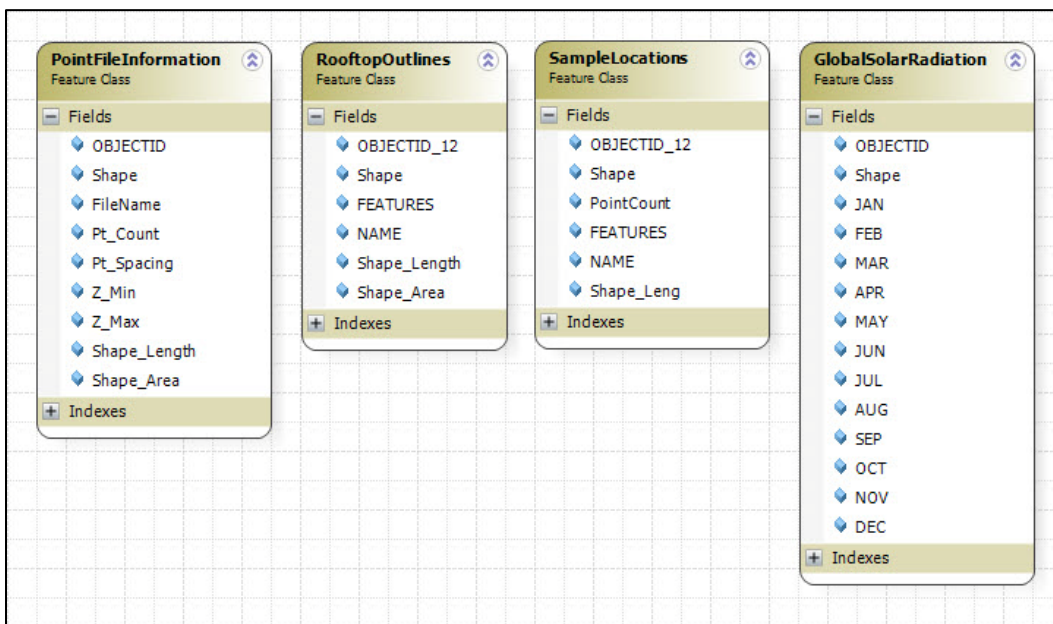 PointFileInformation
Feature Class
Fields
OBJECTID
Shape
FileName
Pt_Count
Pt_Spacing
Z_Min
Z_Max
Shape_Length
Shape_Area
Indexes
RooftopOutlines
Feature Class
Fields
OBJECTID_12
Shape
FEATURES
NAME
Shape_Length
Shape_Area
Indexes
SampleLocations
Feature Class
Fields
OBJECTID_12
Shape
PointCount
FEATURES
NAME
Shape_Leng
Indexes
GlobalSolarRadiation
Feature Class
Fields
OBJECTID
Shape
JAN
FEB
MAR
APR
MAY
JUN
JUL
AUG
SEP
OCT
NOV
DEC
Indexes